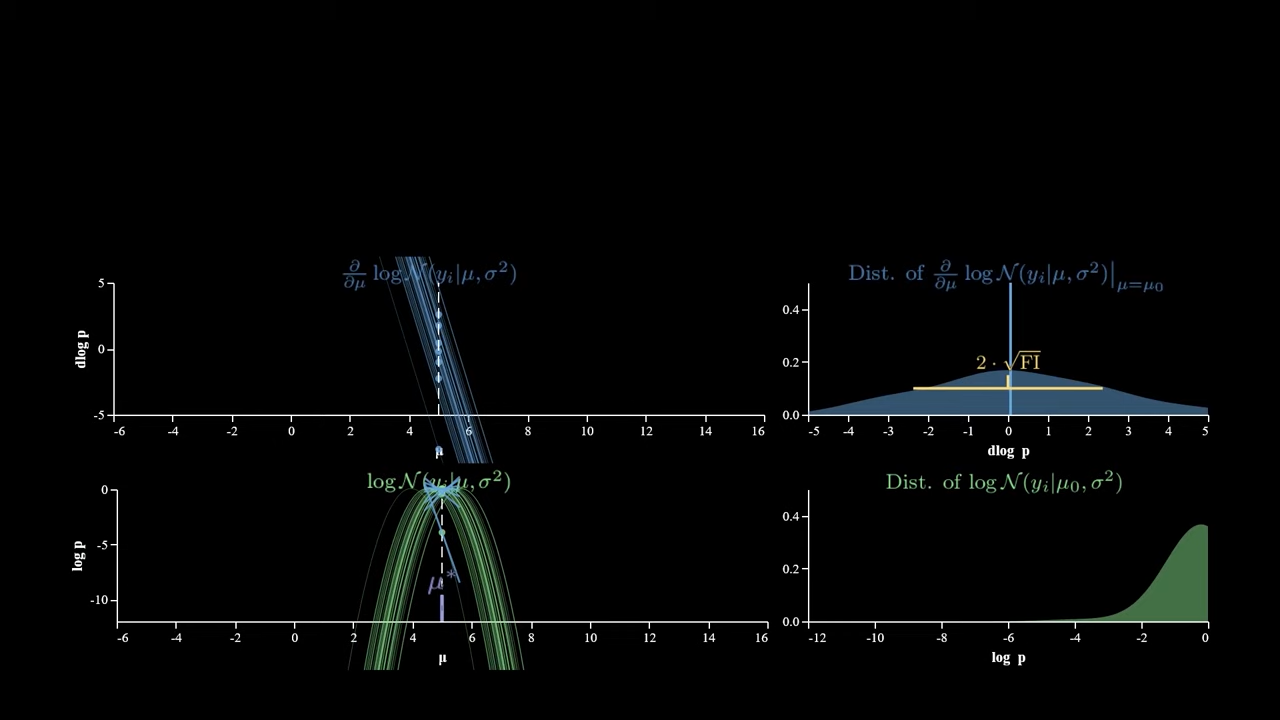 ∂/∂μ log 𝒩(y_i|μ, σ²)
5
0
-5
dlog p
-6 -4 -2 0 2 4 6 8 10 12 14 16
μ
Dist. of ∂/∂μ log 𝒩(y_i|μ, σ²)|_{μ=μ₀}
0.4
0.2
0.0
2 · √FI
-5 -4 -3 -2 -1 0 1 2 3 4 5
dlog p
log 𝒩(y_i|μ, σ²)
0
-5
-10
log p
μ*
-6 -4 -2 0 2 4 6 8 10 12 14 16
μ
Dist. of log 𝒩(y_i|μ₀, σ²)
0.4
0.2
0.0
-12 -10 -8 -6 -4 -2 0
log p